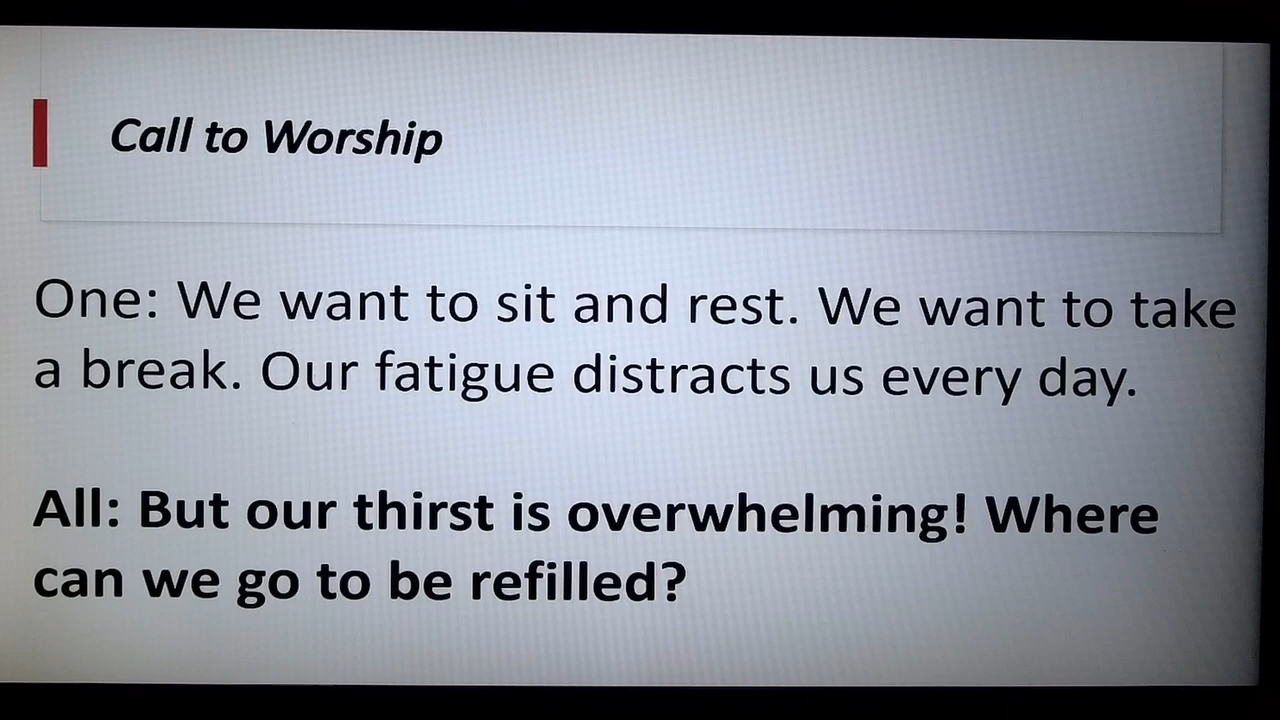 Call to Worship
One: We want to sit and rest. We want to take
a break. Our fatigue distracts us every day.
All: But our thirst is overwhelming! Where
can we go to be refilled?